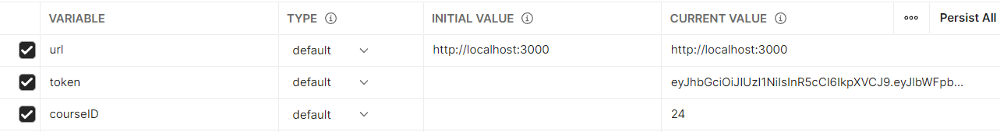 VARIABLE TYPE INITIAL VALUE CURRENT VALUE Persist All
url default http://localhost:3000 http://localhost:3000
token default eyJhbGciOiJIUzI1NiIsInR5cCI6IkpXVCJ9.eyJlbWFpb...
courseID default 24